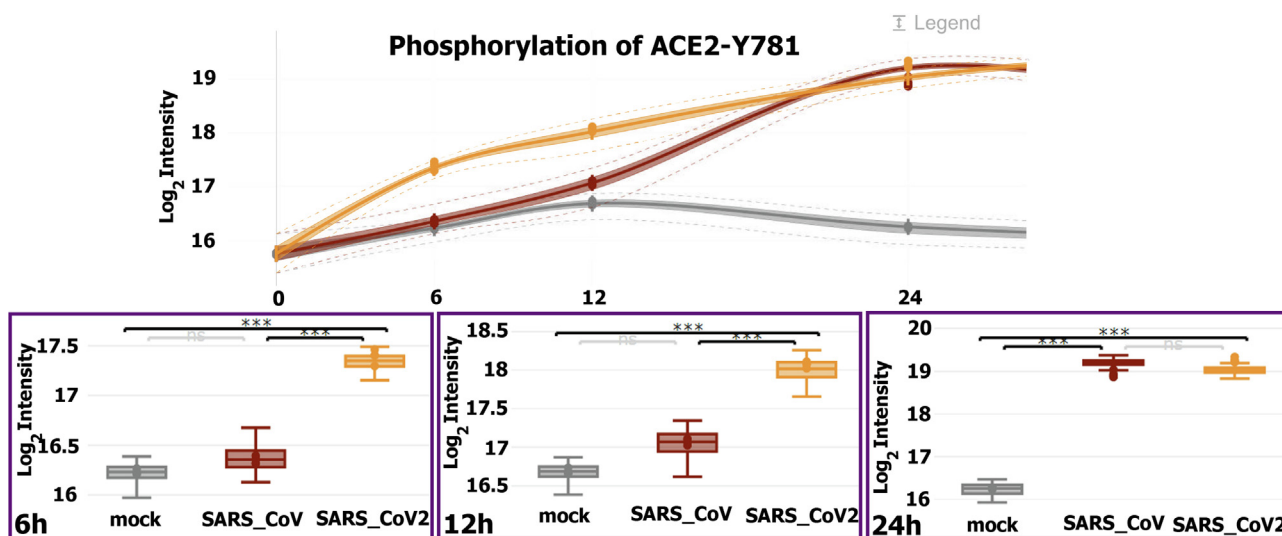 Legend
Phosphorylation of ACE2-Y781
Log2 Intensity
19
18
17
16
0 6 12 24
***
ns ***
17.5
17
16.5
16
Log2 Intensity
mock SARS_CoV SARS_CoV2
6h
***
ns ***
18.5
18
17.5
17
16.5
Log2 Intensity
mock SARS_CoV SARS_CoV2
12h
***
*** ns
20
19
18
17
16
Log2 Intensity
mock SARS_CoV SARS_CoV2
24h